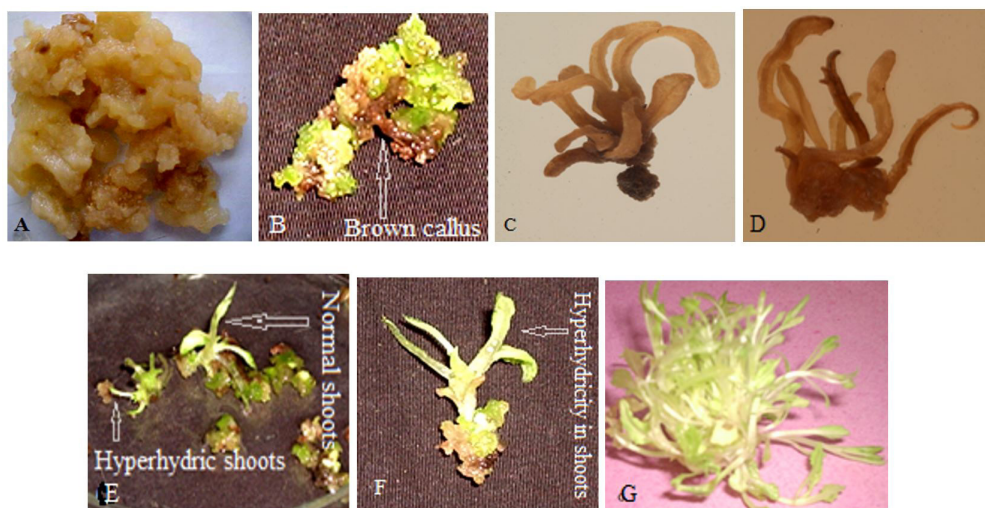 A
B
Brown callus
C
D
Normal shoots
Hyperhydric shoots
E
Hyperhydricity in shoots
F
G